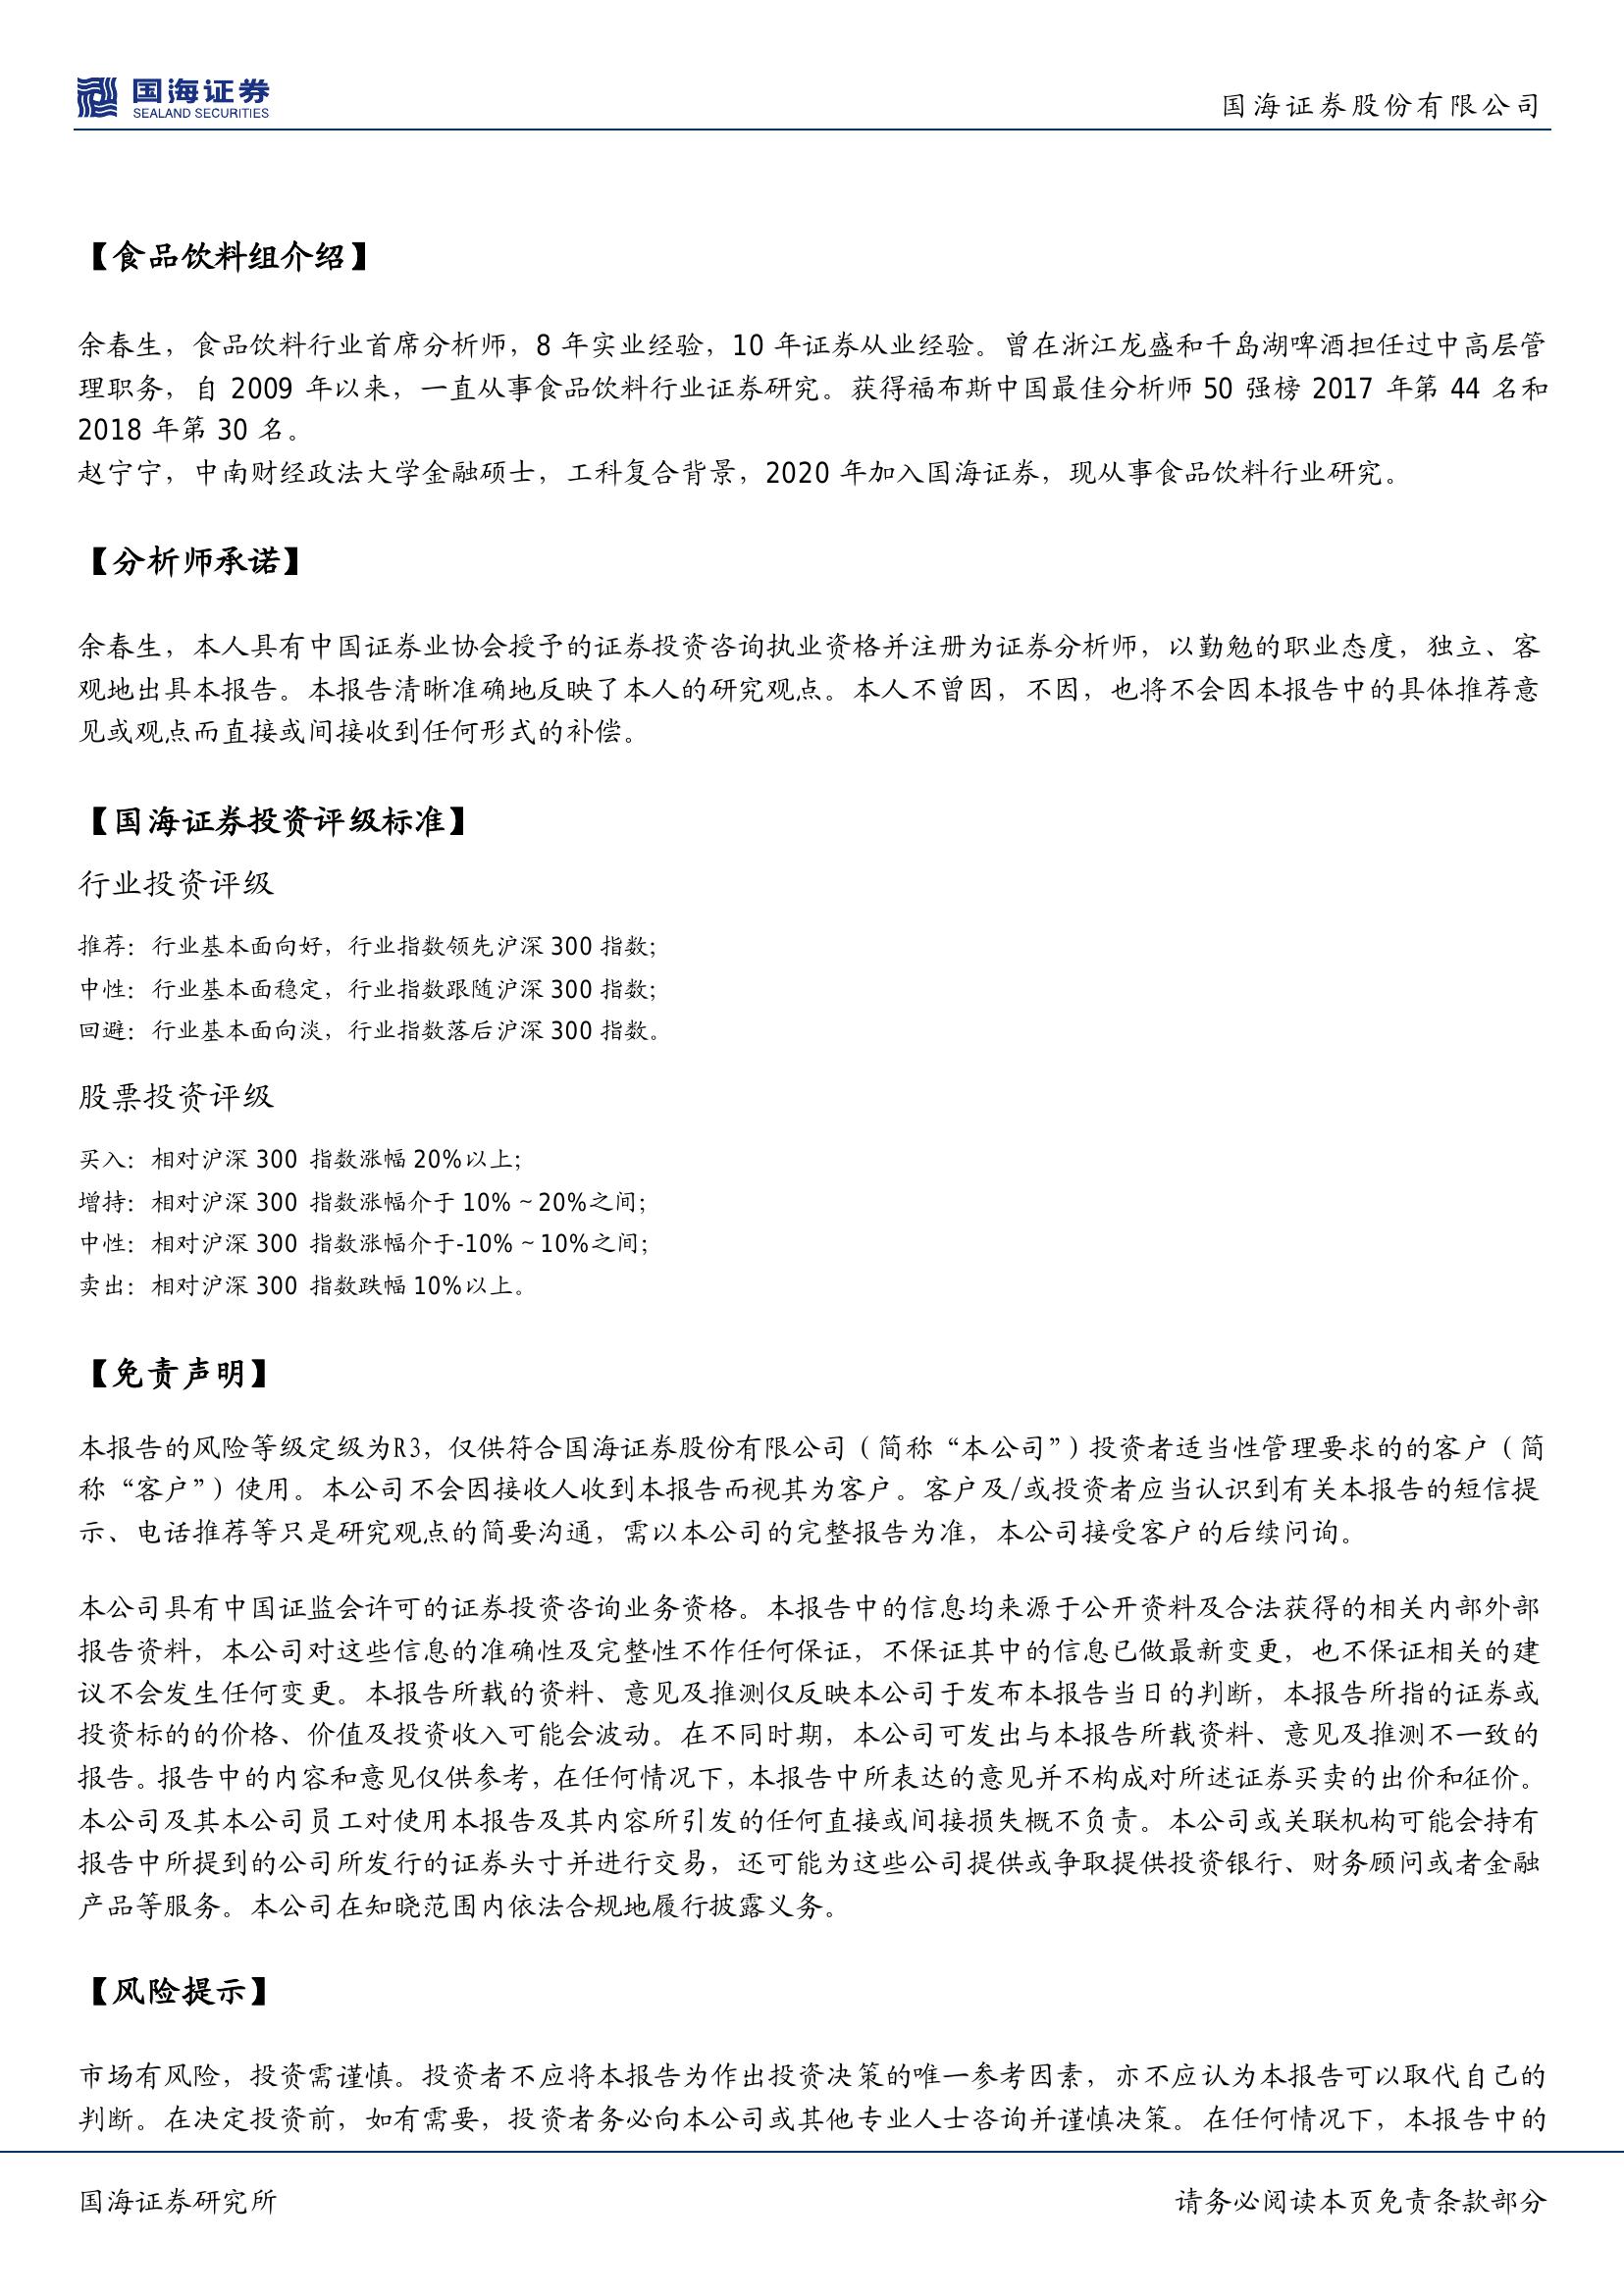 国海证券
SEALAND SECURITIES
国海证券股份有限公司
【食品饮料组介绍】
余春生，食品饮料行业首席分析师，8 年实业经验，10 年证券从业经验。曾在浙江龙盛和千岛湖啤酒担任过中高层管
理职务，自 2009 年以来，一直从事食品饮料行业证券研究。获得福布斯中国最佳分析师 50 强榜 2017 年第 44 名和
2018 年第 30 名。
赵宁宁，中南财经政法大学金融硕士，工科复合背景，2020 年加入国海证券，现从事食品饮料行业研究。
【分析师承诺】
余春生，本人具有中国证券业协会授予的证券投资咨询执业资格并注册为证券分析师，以勤勉的职业态度，独立、客
观地出具本报告。本报告清晰准确地反映了本人的研究观点。本人不曾因，不因，也将不会因本报告中的具体推荐意
见或观点而直接或间接收到任何形式的补偿。
【国海证券投资评级标准】
行业投资评级
推荐：行业基本面向好，行业指数领先沪深 300 指数；
中性：行业基本面稳定，行业指数跟随沪深 300 指数；
回避：行业基本面向淡，行业指数落后沪深 300 指数。
股票投资评级
买入：相对沪深 300 指数涨幅 20%以上；
增持：相对沪深 300 指数涨幅介于 10%～20%之间；
中性：相对沪深 300 指数涨幅介于-10%～10%之间；
卖出：相对沪深 300 指数跌幅 10%以上。
【免责声明】
本报告的风险等级定级为R3，仅供符合国海证券股份有限公司（简称“本公司”）投资者适当性管理要求的的客户（简
称“客户”）使用。本公司不会因接收人收到本报告而视其为客户。客户及/或投资者应当认识到有关本报告的短信提
示、电话推荐等只是研究观点的简要沟通，需以本公司的完整报告为准，本公司接受客户的后续问询。
本公司具有中国证监会许可的证券投资咨询业务资格。本报告中的信息均来源于公开资料及合法获得的相关内部外部
报告资料，本公司对这些信息的准确性及完整性不作任何保证，不保证其中的信息已做最新变更，也不保证相关的建
议不会发生任何变更。本报告所载的资料、意见及推测仅反映本公司于发布本报告当日的判断，本报告所指的证券或
投资标的的价格、价值及投资收入可能会波动。在不同时期，本公司可发出与本报告所载资料、意见及推测不一致的
报告。报告中的内容和意见仅供参考，在任何情况下，本报告中所表达的意见并不构成对所述证券买卖的出价和征价。
本公司及其本公司员工对使用本报告及其内容所引发的任何直接或间接损失概不负责。本公司或关联机构可能会持有
报告中所提到的公司所发行的证券头寸并进行交易，还可能为这些公司提供或争取提供投资银行、财务顾问或者金融
产品等服务。本公司在知晓范围内依法合规地履行披露义务。
【风险提示】
市场有风险，投资需谨慎。投资者不应将本报告为作出投资决策的唯一参考因素，亦不应认为本报告可以取代自己的
判断。在决定投资前，如有需要，投资者务必向本公司或其他专业人士咨询并谨慎决策。在任何情况下，本报告中的
国海证券研究所
请务必阅读本页免责条款部分